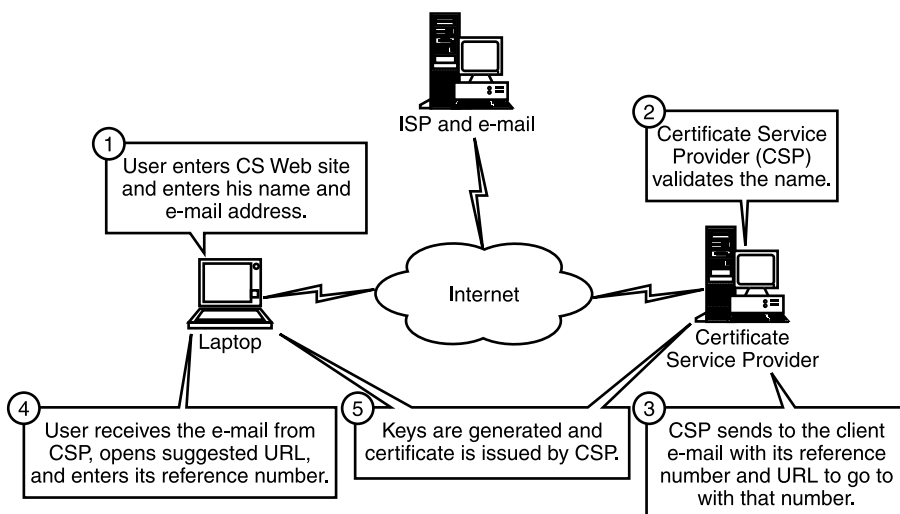 ISP and e-mail
1
User enters CS Web site
and enters his name and
e-mail address.
2
Certificate Service
Provider (CSP)
validates the name.
Internet
Laptop
Certificate
Service Provider
4
User receives the e-mail from
CSP, opens suggested URL,
and enters its reference number.
5
Keys are generated and
certificate is issued by CSP.
3
CSP sends to the client
e-mail with its reference
number and URL to go to
with that number.